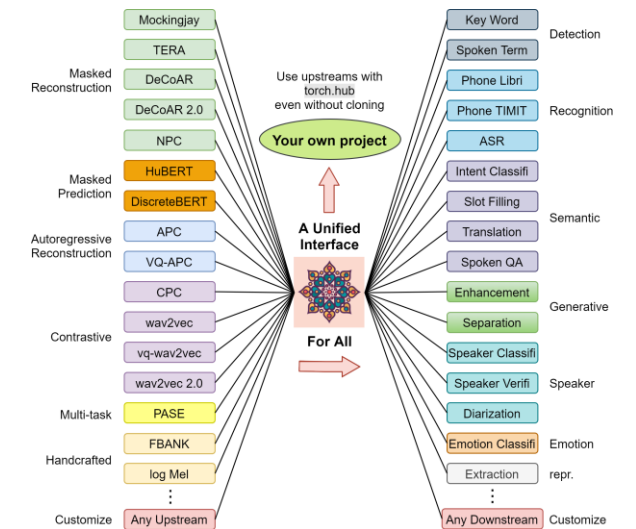 Mockingjay
TERA
Masked
Reconstruction
DeCoAR
DeCoAR 2.0
NPC
Masked
Prediction
HuBERT
DiscreteBERT
Autoregressive
Reconstruction
APC
VQ-APC
Contrastive
CPC
wav2vec
vq-wav2vec
wav2vec 2.0
Multi-task
PASE
Handcrafted
FBANK
log Mel
Customize
Any Upstream
Use upstreams with
torch.hub
even without cloning
Your own project
A Unified
Interface
For All
Key Word
Spoken Term
Detection
Phone Libri
Phone TIMIT
ASR
Recognition
Intent Classifi
Slot Filling
Translation
Spoken QA
Semantic
Enhancement
Separation
Generative
Speaker Classifi
Speaker Verifi
Diarization
Speaker
Emotion Classifi
Emotion
Extraction
repr.
Any Downstream
Customize